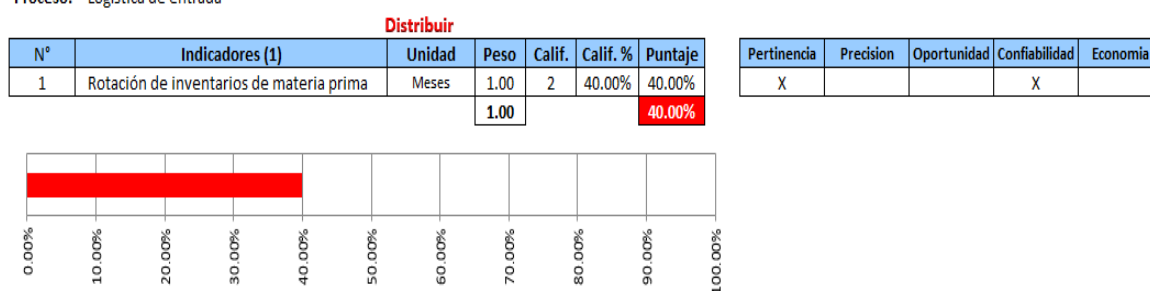 Proceso: Logística de entrada
Distribuir
N° Indicadores (1) Unidad Peso Calif. Calif. % Puntaje Pertinencia Precision Oportunidad Confiabilidad Economia
1 Rotación de inventarios de materia prima Meses 1.00 2 40.00% 40.00% X X
1.00 40.00%
0.00% 10.00% 20.00% 30.00% 40.00% 50.00% 60.00% 70.00% 80.00% 90.00% 100.00%